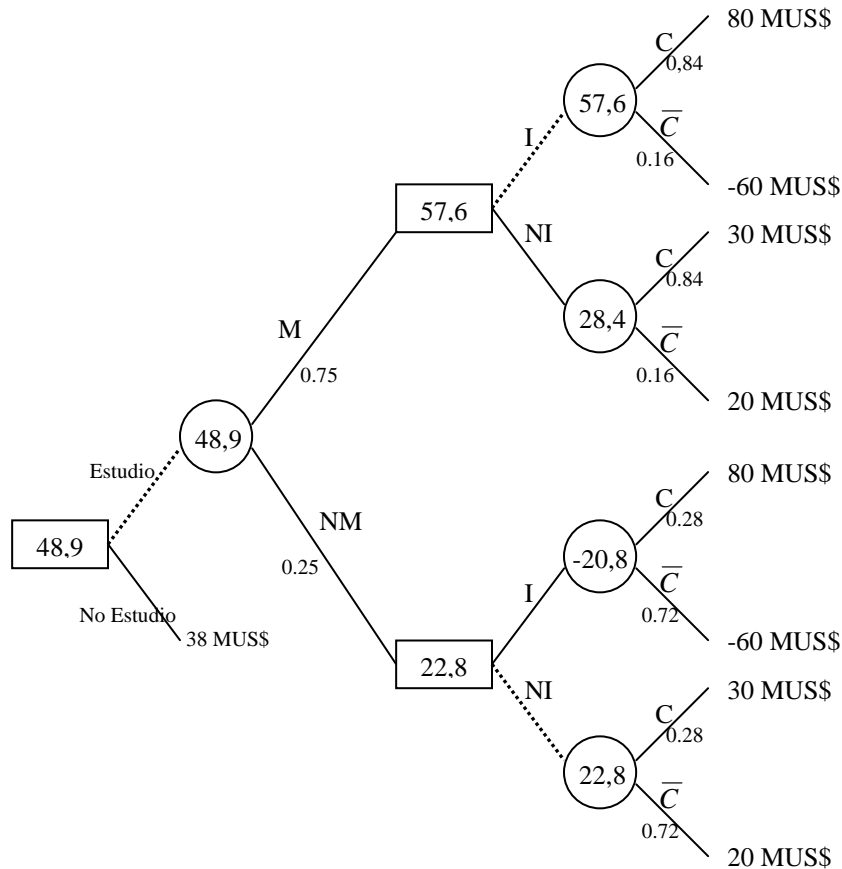 80 MUS$
C
0,84
57,6
C
0.16
I
-60 MUS$
57,6
NI
30 MUS$
C
0.84
28,4
C
0.16
20 MUS$
M
0.75
48,9
Estudio
48,9
No Estudio
38 MUS$
NM
0.25
80 MUS$
C
0.28
-20,8
C
0.72
I
-60 MUS$
22,8
NI
30 MUS$
C
0.28
22,8
C
0.72
20 MUS$